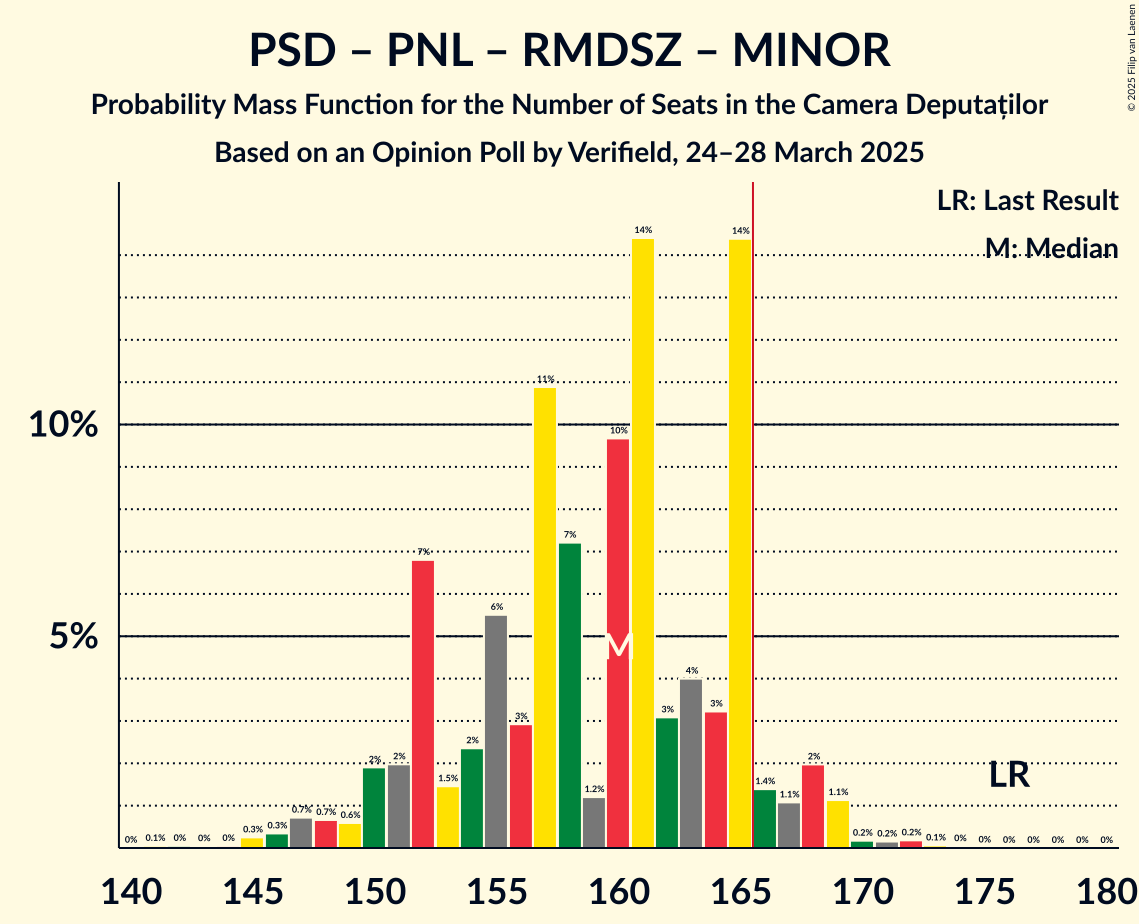 PSD – PNL – RMDSZ – MINOR
Probability Mass Function for the Number of Seats in the Camera Deputaților
Based on an Opinion Poll by Verifield, 24–28 March 2025
© 2025 Filip van Laenen
LR: Last Result
M: Median
14% 14%
11%
10%
10%
7%
7%
6%
5%
M
4%
3% 3% 3%
2% 2% 2% 2%
LR
1.5% 1.2% 1.4% 1.1% 1.1%
0% 0.1% 0% 0% 0% 0.3% 0.3% 0.7% 0.7% 0.6% 0.2% 0.2% 0.2% 0.1% 0% 0% 0% 0% 0% 0% 0%
140 145 150 155 160 165 170 175 180